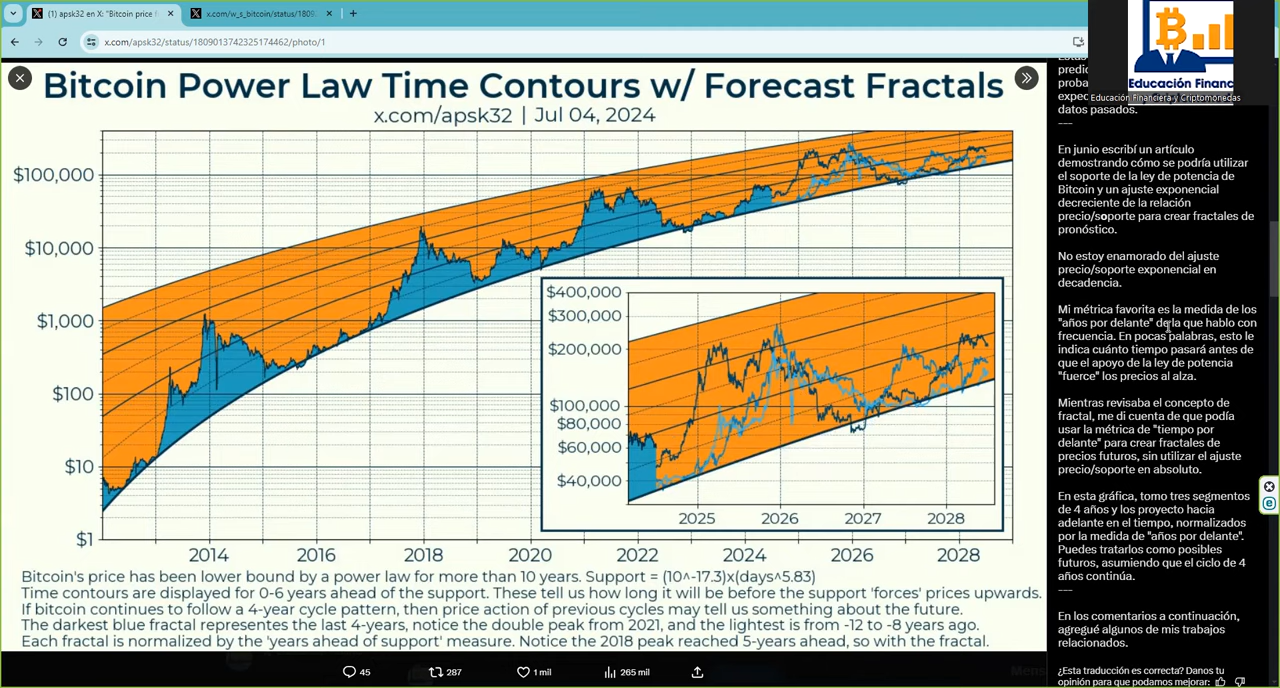 (1) apsk32 en X: "Bitcoin price
x.com/w_s_bitcoin/status/1809
x.com/apsk32/status/1809013742325174462/photo/1
Educación Finan
Educación Financiera y Criptomonedas
Bitcoin Power Law Time Contours w/ Forecast Fractals
x.com/apsk32 | Jul 04, 2024
$100,000
$10,000
$1,000
$100
$10
$1
2014
2016
2018
2020
2022
2024
2026
2028
$400,000
$300,000
$200,000
$100,000
$80,000
$60,000
$40,000
2025
2026
2027
2028
Bitcoin's price has been lower bound by a power law for more than 10 years. Support = (10^-17.3)x(days^5.83)
Time contours are displayed for 0-6 years ahead of the support. These tell us how long it will be before the support 'forces' prices upwards.
If bitcoin continues to follow a 4-year cycle pattern, then price action of previous cycles may tell us something about the future.
The darkest blue fractal represents the last 4-years, notice the double peak from 2021, and the lightest is from -12 to -8 years ago.
Each fractal is normalized by the 'years ahead of support' measure. Notice the 2018 peak reached 5-years ahead, so with the fractal.
45
287
1 mil
265 mil
predic
proba
expec
datos pasados.
---
En junio escribí un artículo
demostrando cómo se podría utilizar
el soporte de la ley de potencia de
Bitcoin y un ajuste exponencial
decreciente de la relación
precio/soporte para crear fractales de
pronóstico.
No estoy enamorado del ajuste
precio/soporte exponencial en
decadencia.
Mi métrica favorita es la medida de los
"años por delante" de la que hablo con
frecuencia. En pocas palabras, esto le
indica cuánto tiempo pasará antes de
que el apoyo de la ley de potencia
"fuerce" los precios al alza.
Mientras revisaba el concepto de
fractal, me di cuenta de que podía
usar la métrica de "tiempo por
delante" para crear fractales de
precios futuros, sin utilizar el ajuste
precio/soporte en absoluto.
En esta gráfica, tomo tres segmentos
de 4 años y los proyecto hacia
adelante en el tiempo, normalizados
por la medida de "años por delante".
Puedes tratarlos como posibles
futuros, asumiendo que el ciclo de 4
años continúa.
---
En los comentarios a continuación,
agregué algunos de mis trabajos
relacionados.
¿Esta traducción es correcta? Danos tu
opinión para que podamos mejorar: